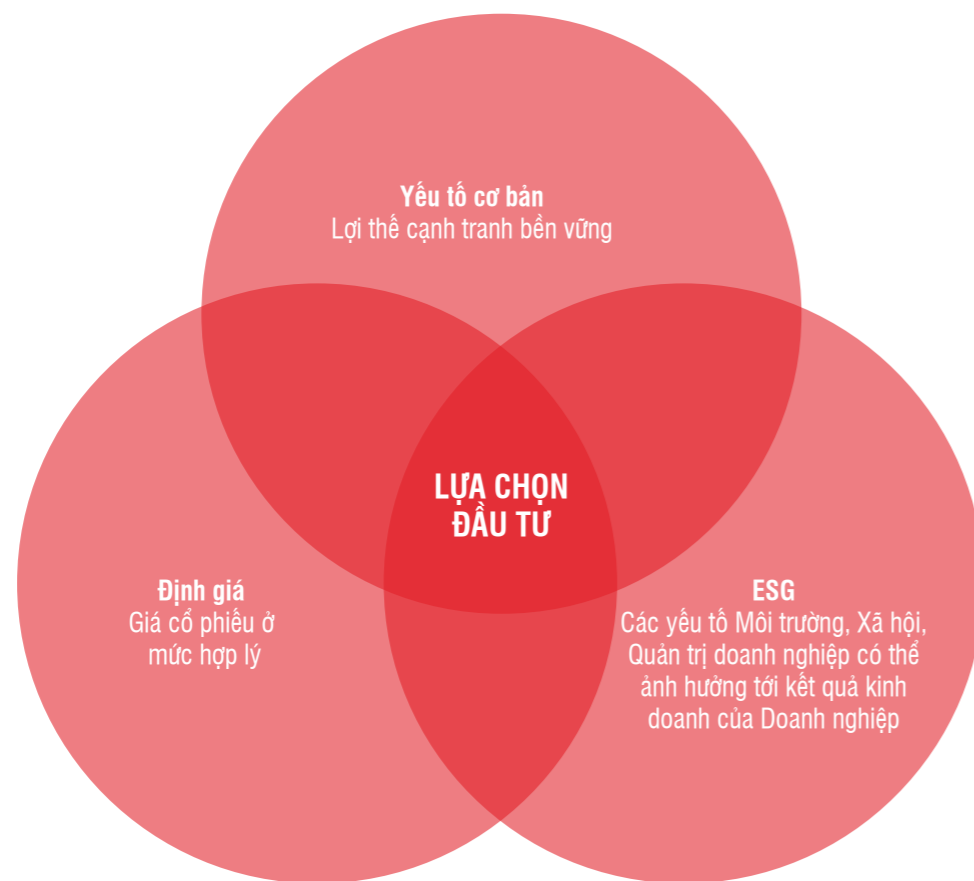 Yếu tố cơ bản
Lợi thế cạnh tranh bền vững
LỰA CHỌN
ĐẦU TƯ
Định giá
Giá cổ phiếu ở
mức hợp lý
ESG
Các yếu tố Môi trường, Xã hội,
Quản trị doanh nghiệp có thể
ảnh hưởng tới kết quả kinh
doanh của Doanh nghiệp